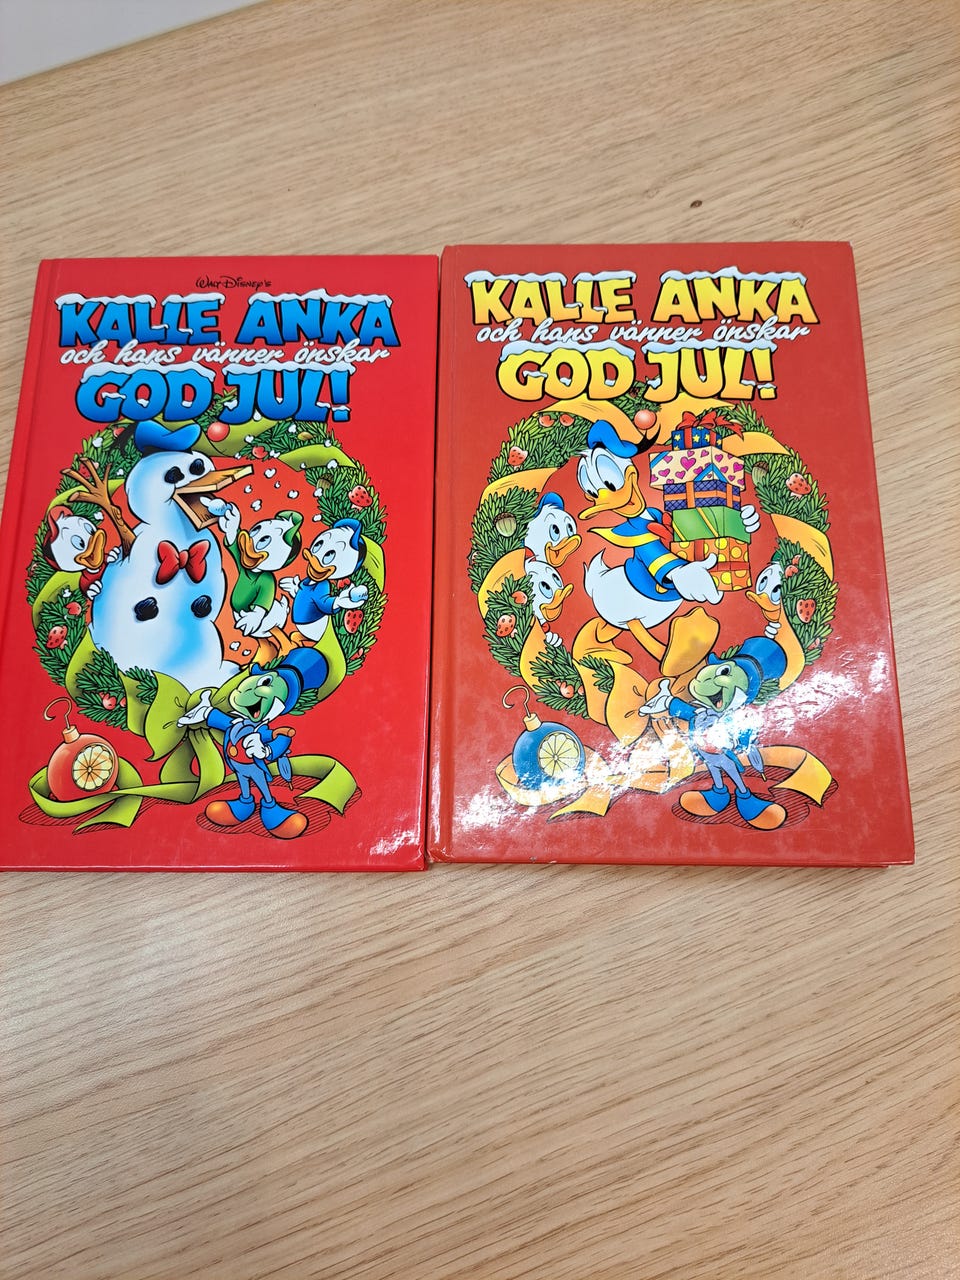 WALT DISNEY'S
KALLE ANKA
och hans vänner önskar
GOD JUL!
KALLE ANKA
och hans vänner önskar
GOD JUL!